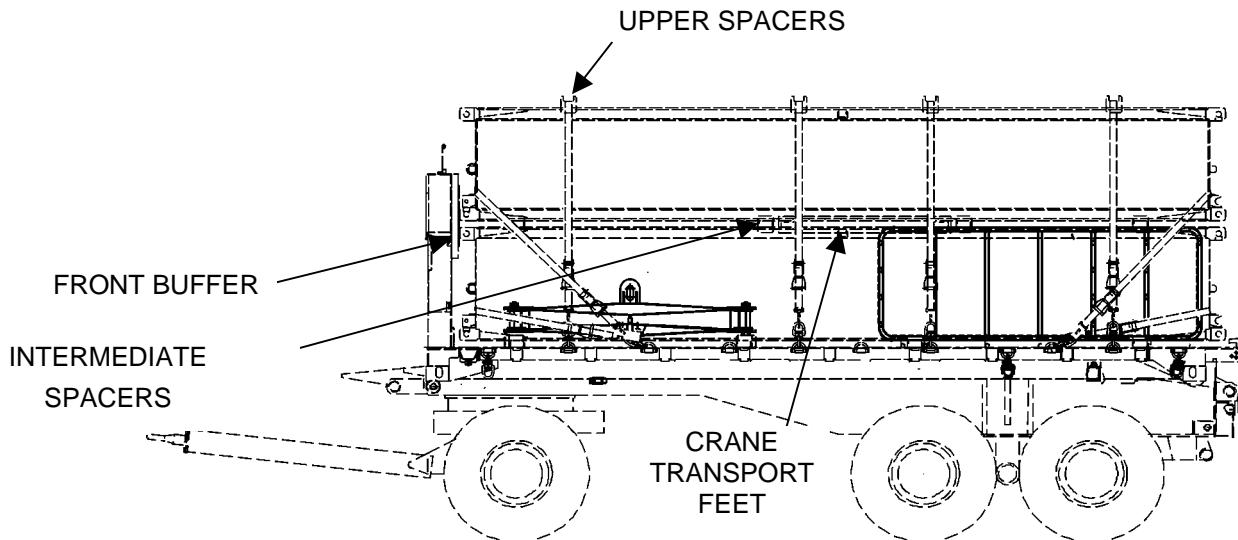 UPPER SPACERS
FRONT BUFFER
INTERMEDIATE
SPACERS
CRANE
TRANSPORT
FEET